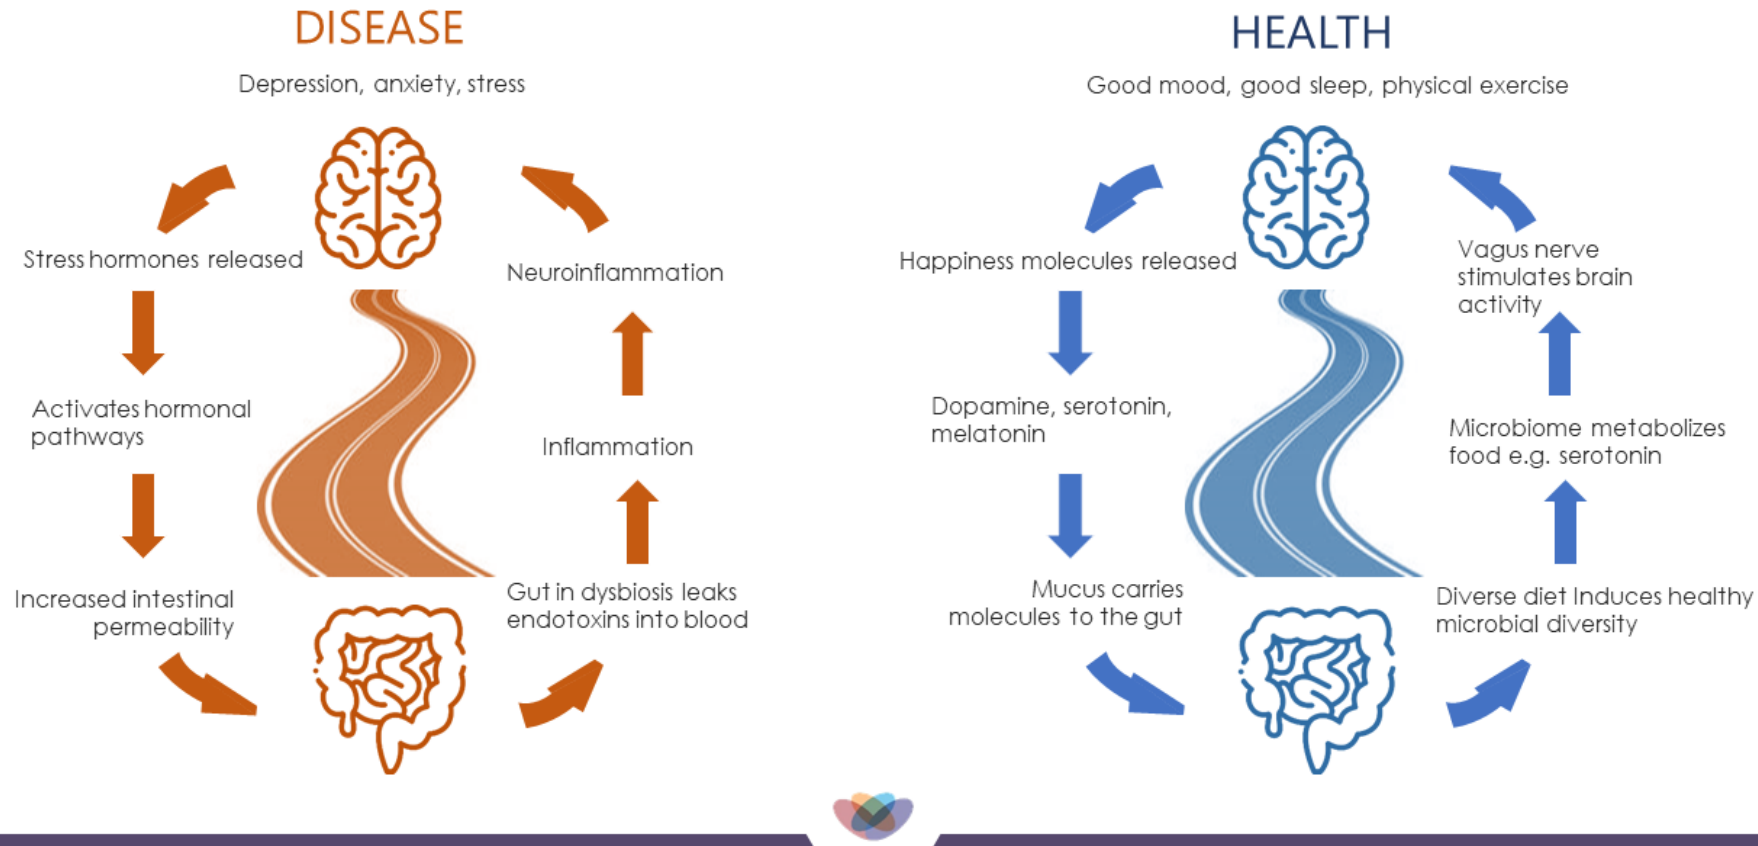 DISEASE
Depression, anxiety, stress
Stress hormones released
Activates hormonal
pathways
Increased intestinal
permeability
Gut in dysbiosis leaks
endotoxins into blood
Inflammation
Neuroinflammation
HEALTH
Good mood, good sleep, physical exercise
Happiness molecules released
Dopamine, serotonin,
melatonin
Mucus carries
molecules to the gut
Diverse diet Induces healthy
microbial diversity
Microbiome metabolizes
food e.g. serotonin
Vagus nerve
stimulates brain
activity